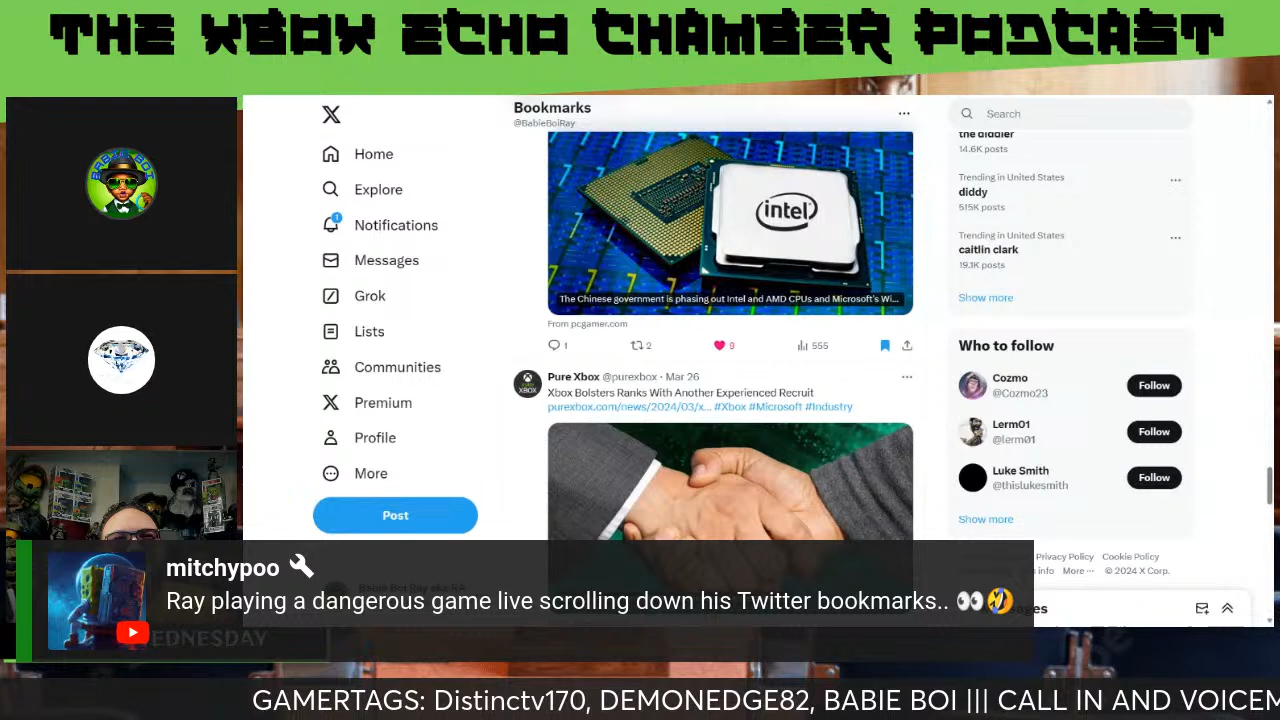 THE XBOX ECHO CHAMBER PODCAST
BABIE BOI
Bookmarks
@BabieBoiRay
Home
Explore
1
Notifications
Messages
Grok
Lists
Communities
Premium
Profile
More
Post
intel
The Chinese government is phasing out Intel and AMD CPUs and Microsoft's Wi...
From pcgamer.com
1 2 9 555
Pure Xbox @purexbox · Mar 26
Xbox Bolsters Ranks With Another Experienced Recruit
purexbox.com/news/2024/03/x... #Xbox #Microsoft #Industry
Search
the diddler
14.6K posts
Trending in United States
diddy
515K posts
Trending in United States
caitlin clark
19.1K posts
Show more
Who to follow
Cozmo
@Cozmo23
Follow
Lerm01
@lerm01
Follow
Luke Smith
@thislukesmith
Follow
Show more
Privacy Policy Cookie Policy
info More ··· © 2024 X Corp.
ages
mitchypoo
Ray playing a dangerous game live scrolling down his Twitter bookmarks.. 👀🤣
EDNESDAY
GAMERTAGS: Distinctv170, DEMONEDGE82, BABIE BOI ||| CALL IN AND VOICEM